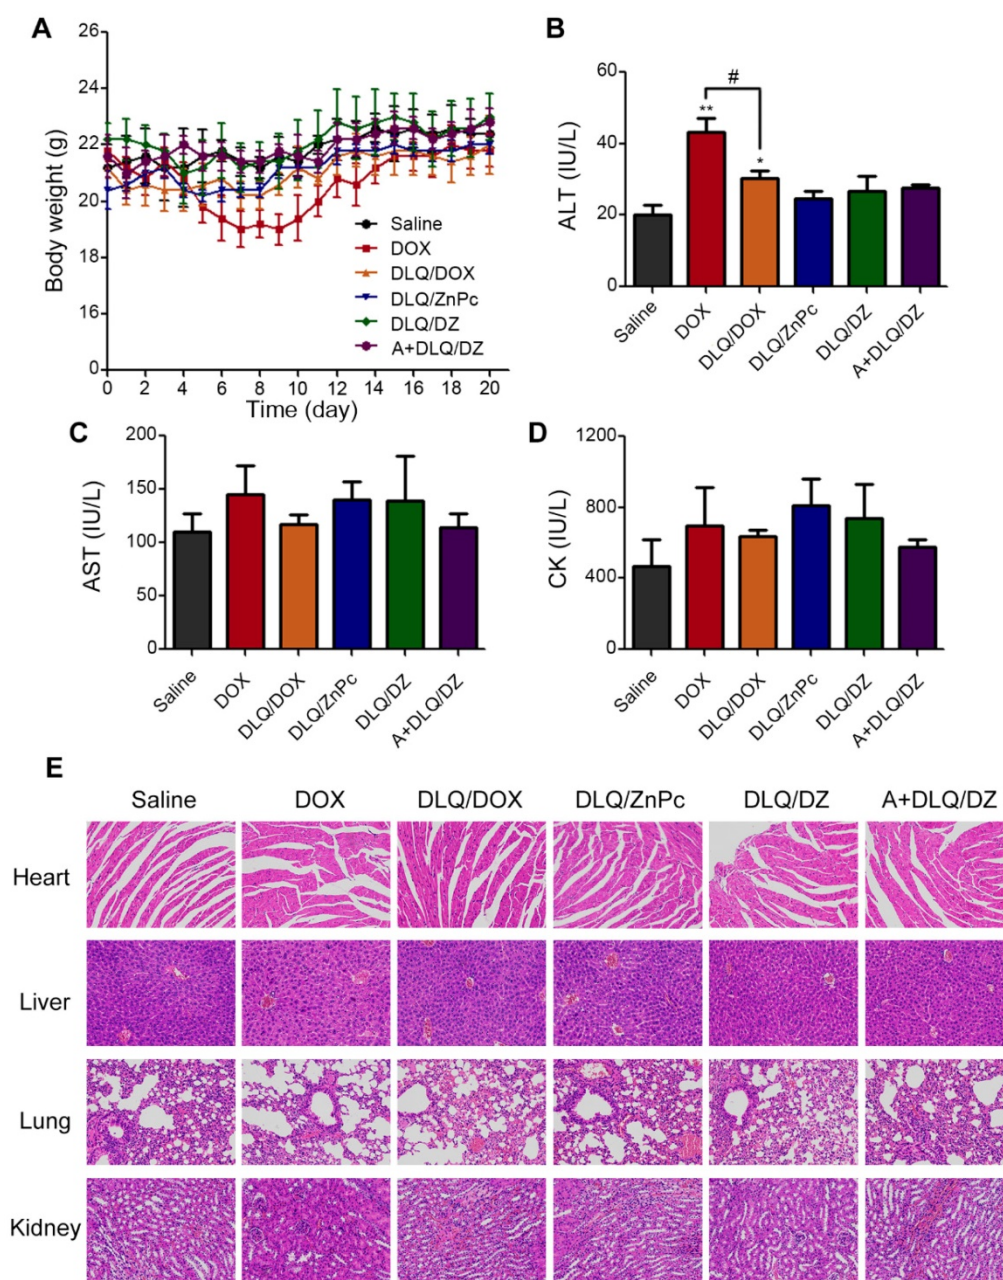 A
Body weight (g)
26
24
22
20
18
16
0
Saline
DOX
DLQ/DOX
DLQ/ZnPc
DLQ/DZ
A+DLQ/DZ
0 2 4 6 8 10 12 14 16 18 20
Time (day)
B
ALT (IU/L)
60
40
20
0
#
**
*
Saline
DOX
DLQ/DOX
DLQ/ZnPc
DLQ/DZ
A+DLQ/DZ
C
AST (IU/L)
200
150
100
50
0
Saline
DOX
DLQ/DOX
DLQ/ZnPc
DLQ/DZ
A+DLQ/DZ
D
CK (IU/L)
1200
800
400
0
Saline
DOX
DLQ/DOX
DLQ/ZnPc
DLQ/DZ
A+DLQ/DZ
E
Saline DOX DLQ/DOX DLQ/ZnPc DLQ/DZ A+DLQ/DZ
Heart
Liver
Lung
Kidney